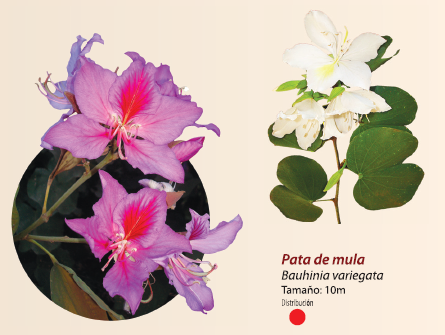 Pata de mula
Bauhinia variegata
Tamaño: 10m
Distribución